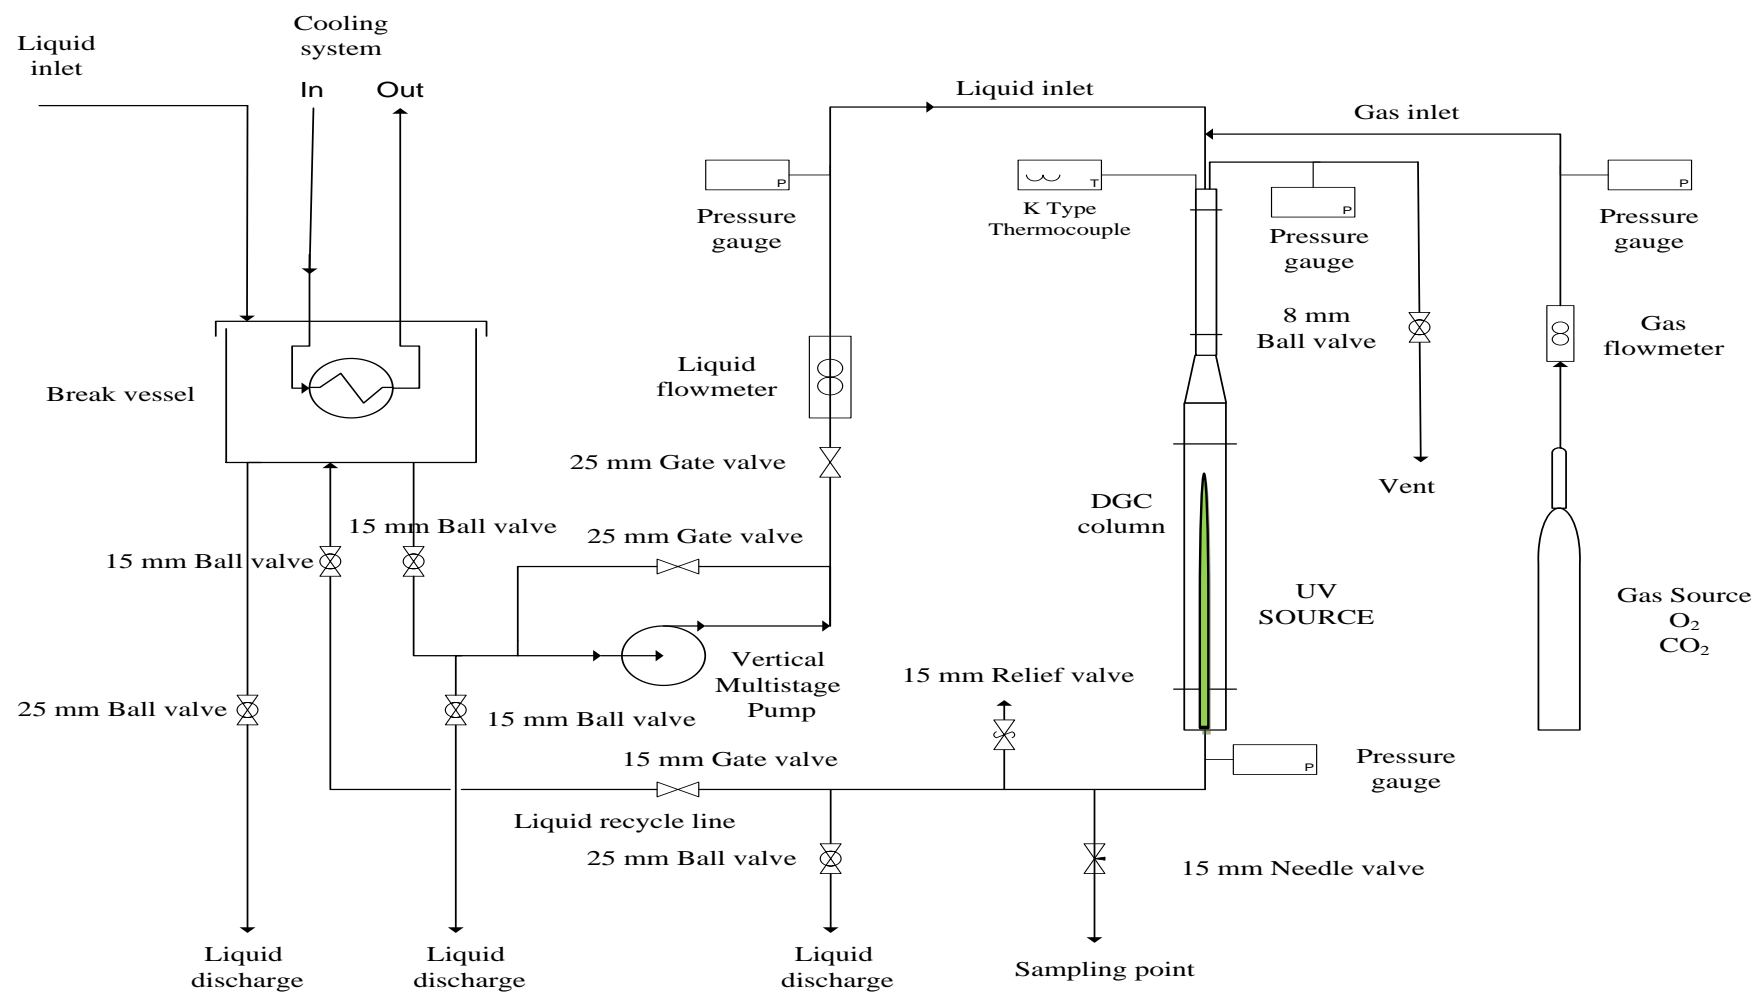 Cooling
system
Liquid
inlet
In
Out
Liquid inlet
Gas inlet
P
T
P
P
Pressure
gauge
K Type
Thermocouple
Pressure
gauge
Pressure
gauge
8 mm
Ball valve
Gas
flowmeter
Liquid
flowmeter
Break vessel
25 mm Gate valve
Vent
DGC
column
15 mm Ball valve
25 mm Gate valve
15 mm Ball valve
UV
SOURCE
Gas Source
O2
CO2
Vertical
Multistage
Pump
15 mm Relief valve
25 mm Ball valve
15 mm Ball valve
15 mm Gate valve
P
Pressure
gauge
Liquid recycle line
25 mm Ball valve
15 mm Needle valve
Liquid
discharge
Liquid
discharge
Liquid
discharge
Sampling point